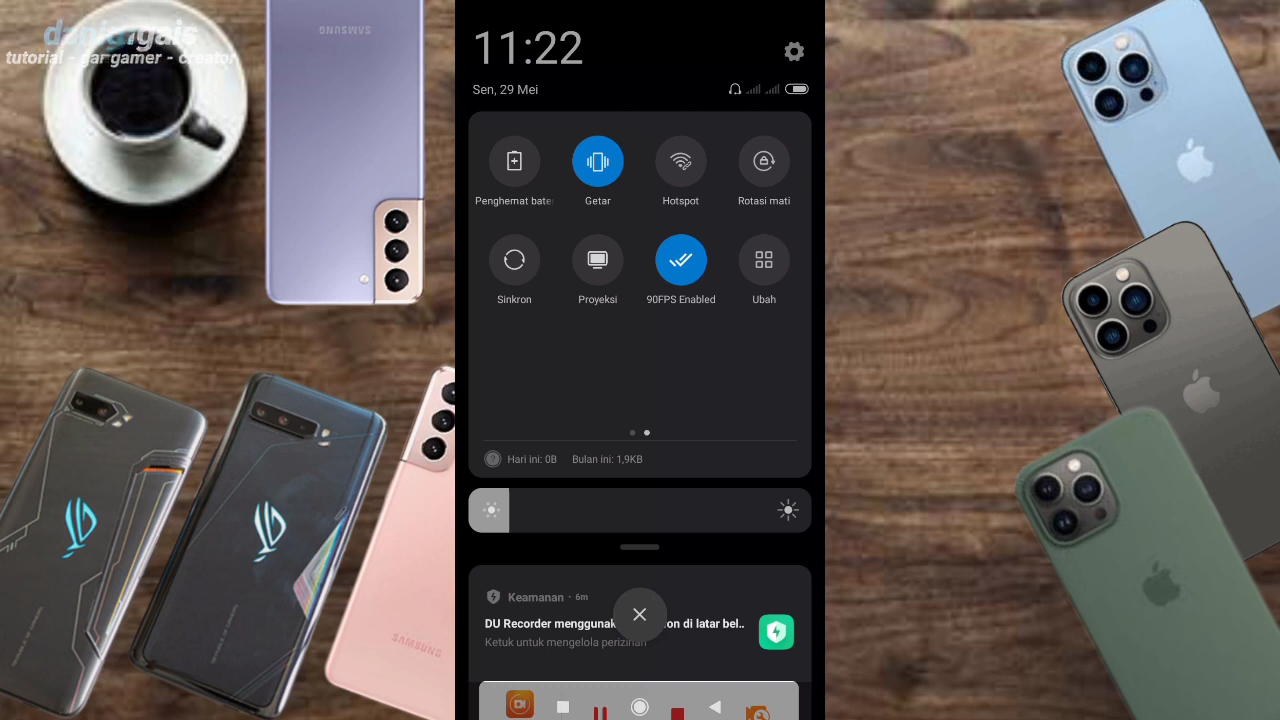 daniargais
tutorial - gar gamer - creator
SAMSUNG
11:22
Sen, 29 Mei
Penghemat bate
Getar
Hotspot
Rotasi mati
Sinkron
Proyeksi
90FPS Enabled
Ubah
Hari ini: 0B
Bulan ini: 1,9KB
Keamanan · 6m
DU Recorder menggunak on di latar bel..
Ketuk untuk mengelola perizinan
SAMSUNG